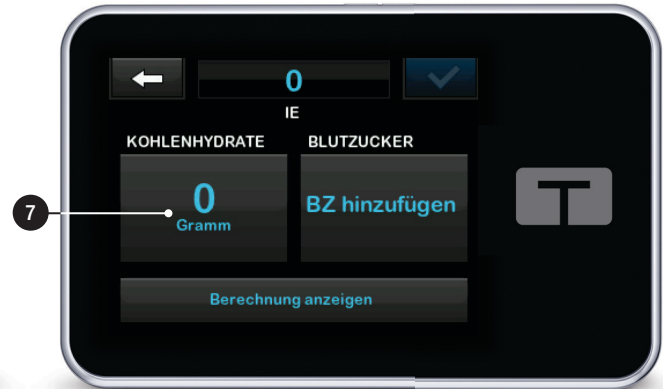 0
IE
KOHLENHYDRATE BLUTZUCKER
0
Gramm
BZ hinzufügen
7
Berechnung anzeigen